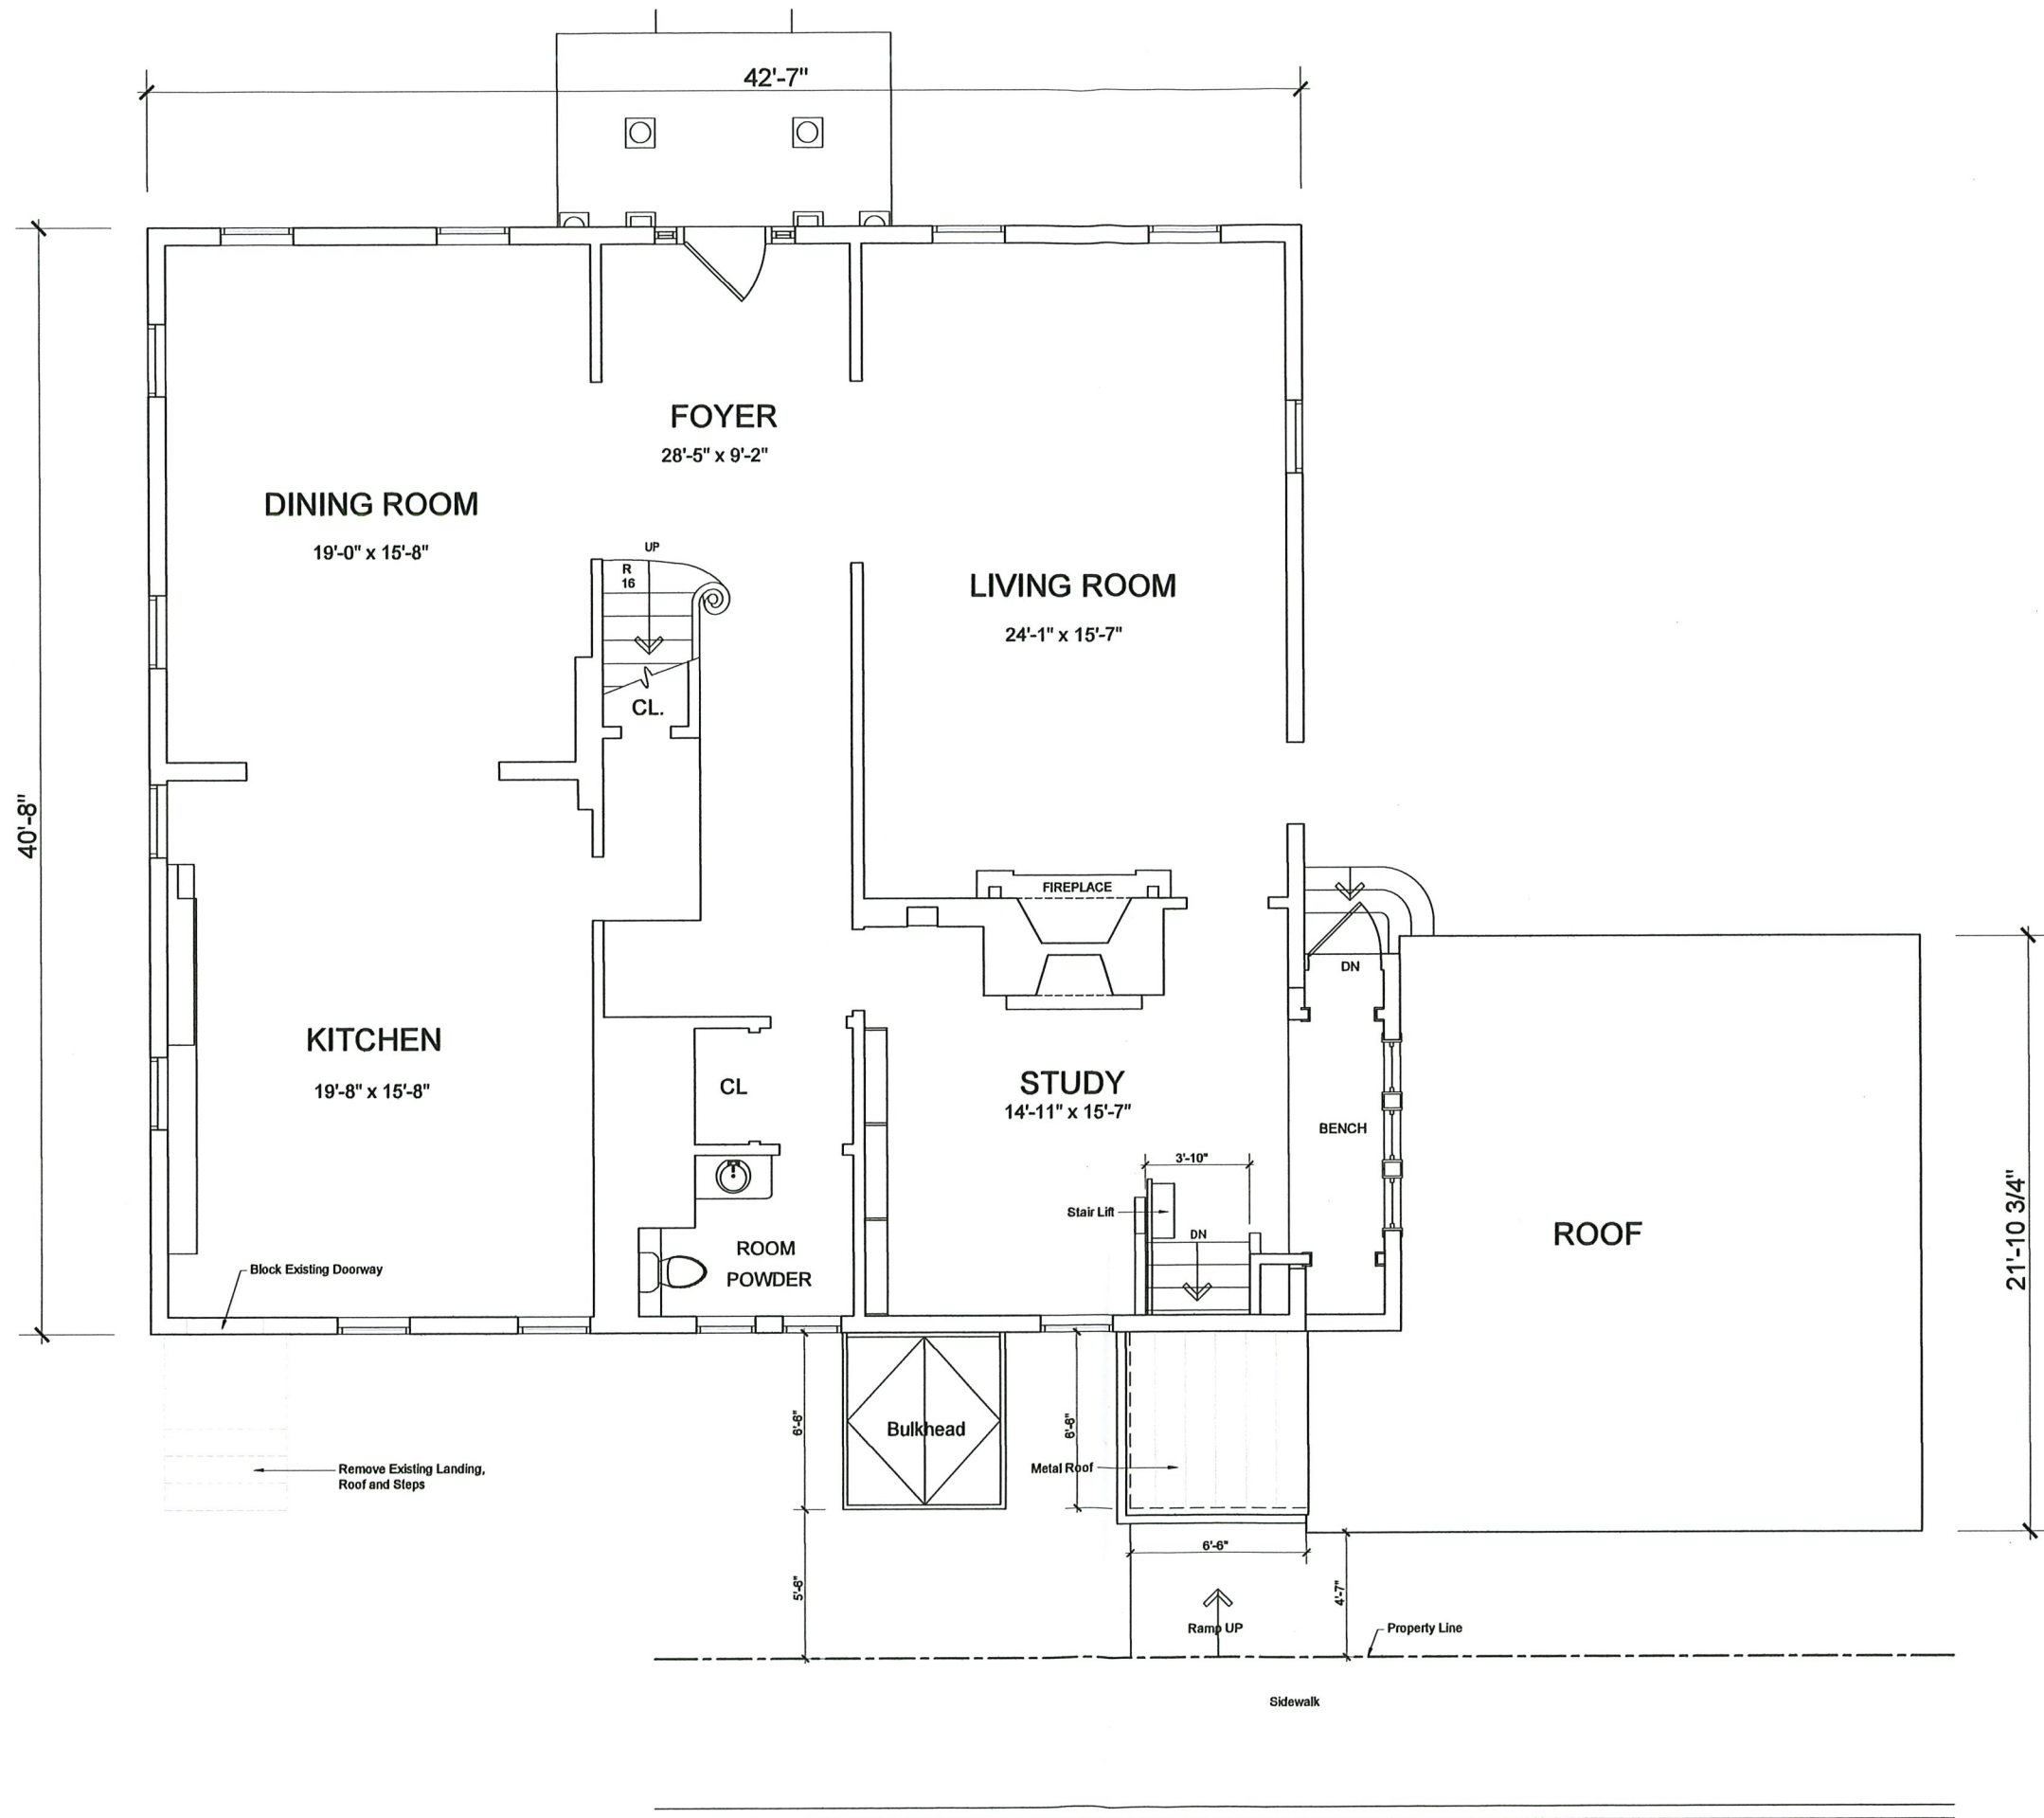 42'-7"
FOYER
28'-5" x 9'-2"
DINING ROOM
19'-0" x 15'-8"
UP
R
16
LIVING ROOM
24'-1" x 15'-7"
CL.
40'-8"
FIREPLACE
DN
KITCHEN
19'-8" x 15'-8"
CL
STUDY
14'-11" x 15'-7"
BENCH
3'-10"
Stair Lift
DN
ROOF
21'-10 3/4"
ROOM
POWDER
Block Existing Doorway
6'-6"
Bulkhead
6'-6"
Metal Roof
Remove Existing Landing,
Roof and Steps
6'-6"
5'-6"
4'-7"
Ramp UP
Property Line
Sidewalk